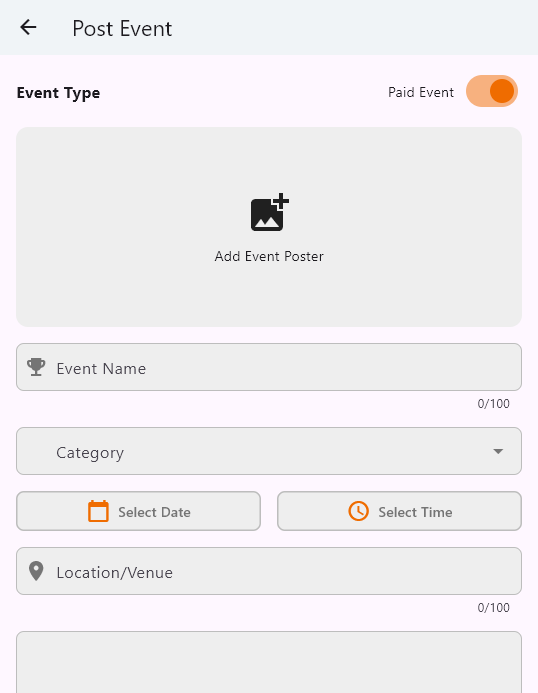 Post Event
Event Type
Paid Event
Add Event Poster
Event Name
0/100
Category
Select Date
Select Time
Location/Venue
0/100